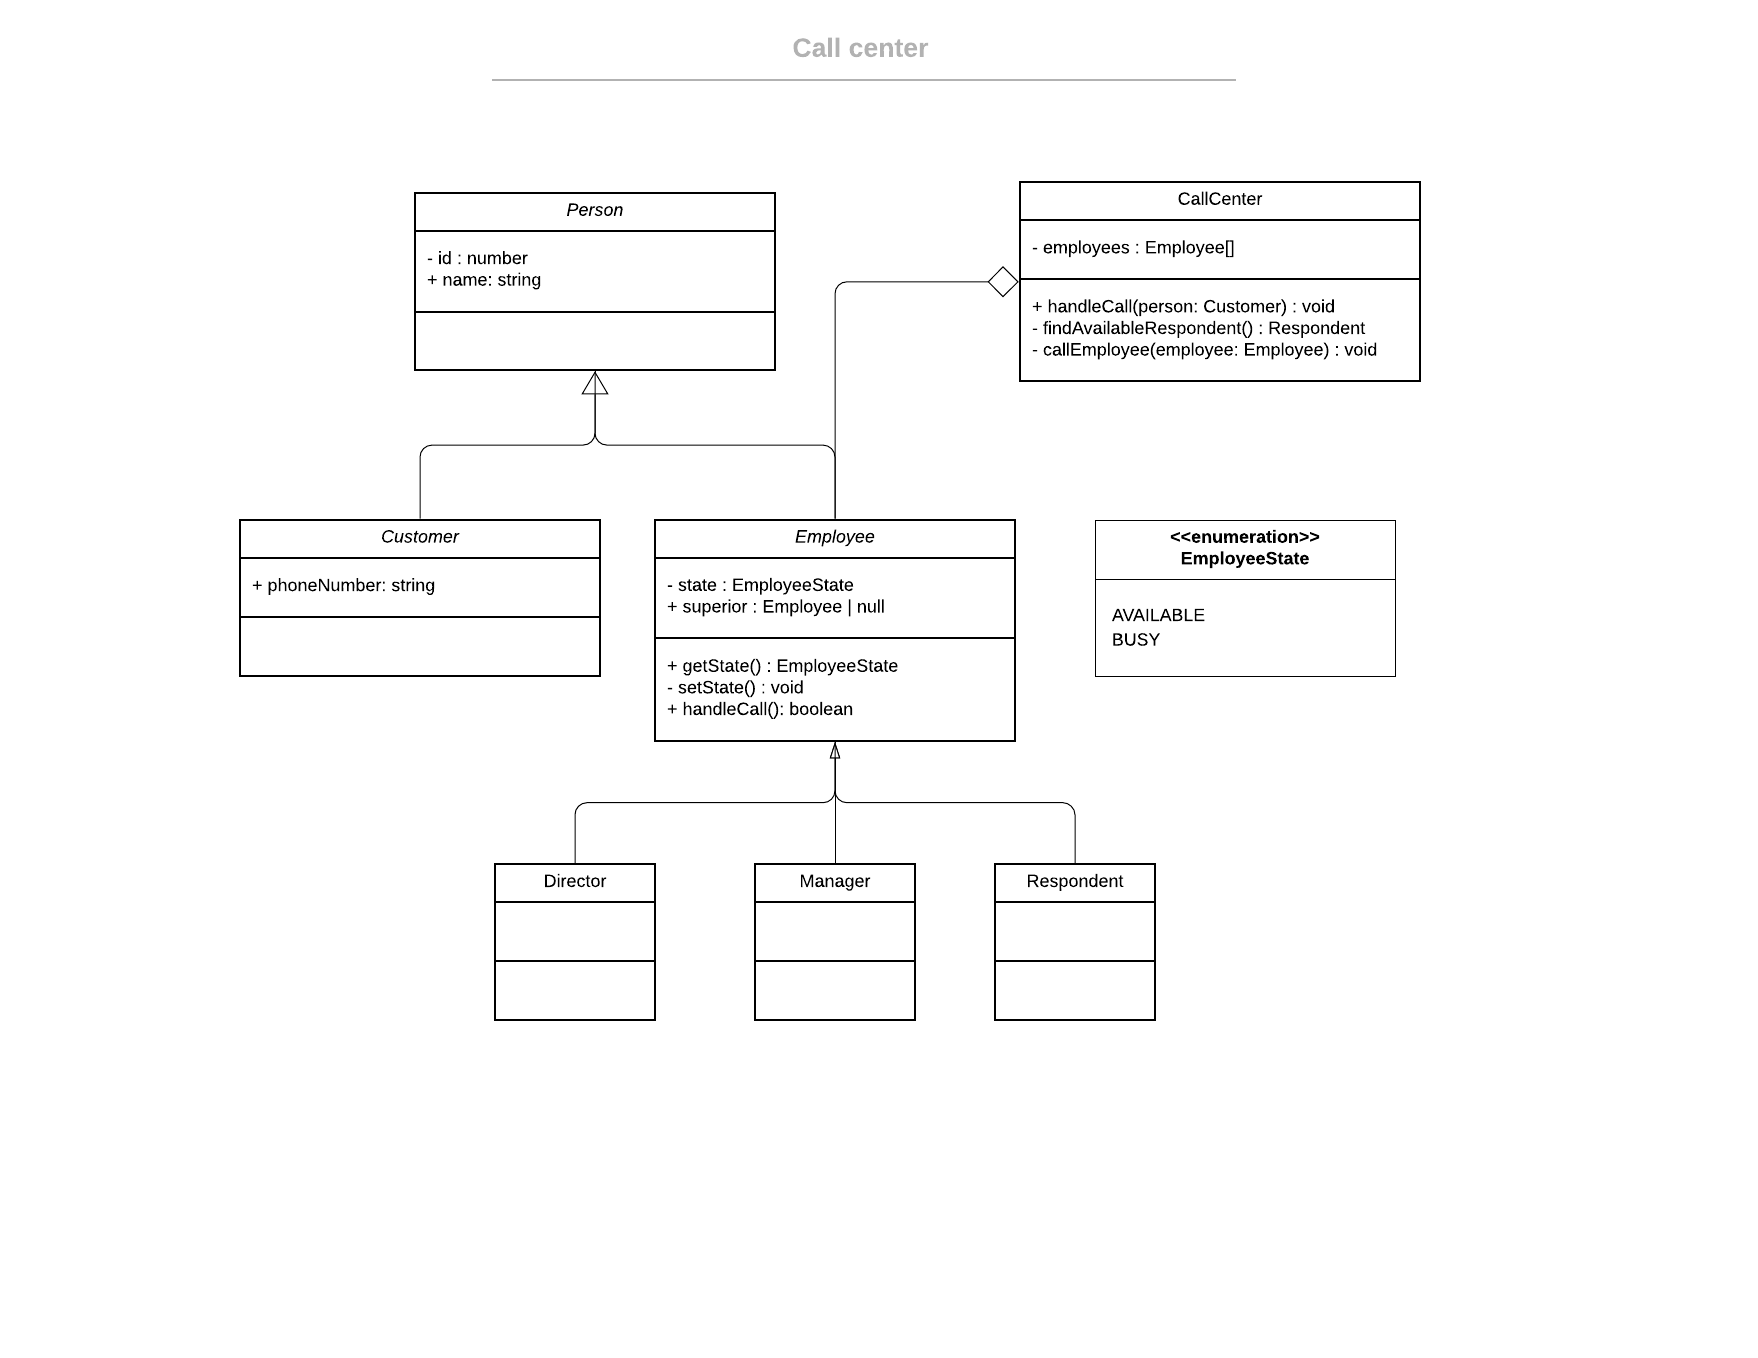 Call center
Person
- id : number
+ name: string
CallCenter
- employees : Employee[]
+ handleCall(person: Customer) : void
- findAvailableRespondent() : Respondent
- callEmployee(employee: Employee) : void
Customer
+ phoneNumber: string
Employee
- state : EmployeeState
+ superior : Employee | null
+ getState() : EmployeeState
- setState() : void
+ handleCall(): boolean
<<enumeration>>
EmployeeState
AVAILABLE
BUSY
Director
Manager
Respondent